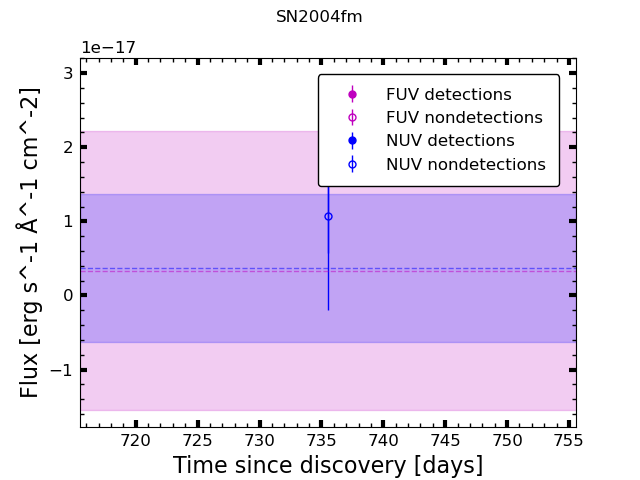 SN2004fm
1e−17
3
2
1
0
−1
Flux [erg s^-1 Å^-1 cm^-2]
FUV detections
FUV nondetections
NUV detections
NUV nondetections
720 725 730 735 740 745 750 755
Time since discovery [days]